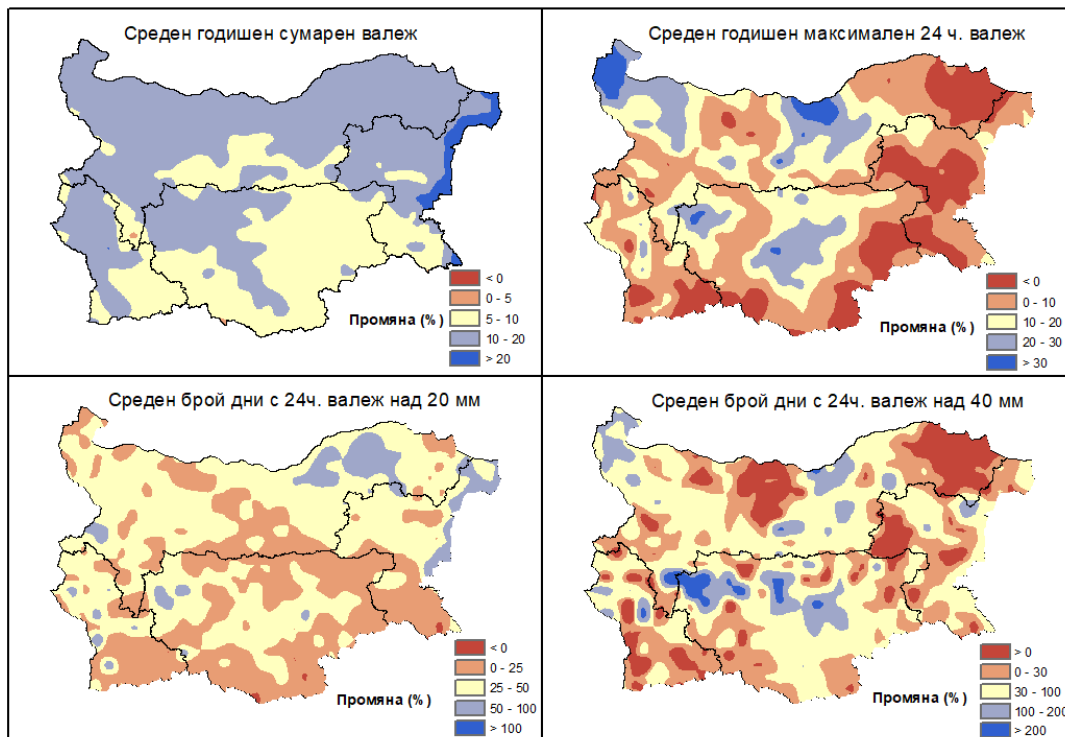 Среден годишен сумарен валеж
< 0
0 - 5
5 - 10
10 - 20
> 20
Промяна (%)
Среден годишен максимален 24 ч. валеж
< 0
0 - 10
10 - 20
20 - 30
> 30
Промяна (%)
Среден брой дни с 24ч. валеж над 20 мм
< 0
0 - 25
25 - 50
50 - 100
> 100
Промяна (%)
Среден брой дни с 24ч. валеж над 40 мм
> 0
0 - 30
30 - 100
100 - 200
> 200
Промяна (%)